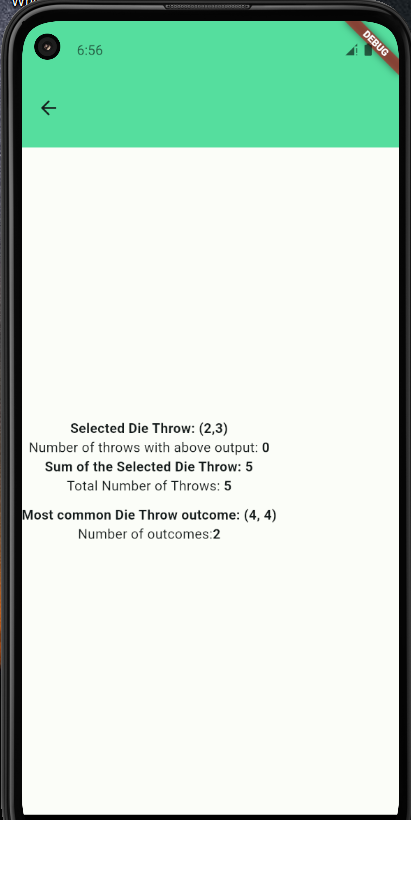 6:56
DEBUG
Selected Die Throw: (2,3)
Number of throws with above output: 0
Sum of the Selected Die Throw: 5
Total Number of Throws: 5
Most common Die Throw outcome: (4, 4)
Number of outcomes:2